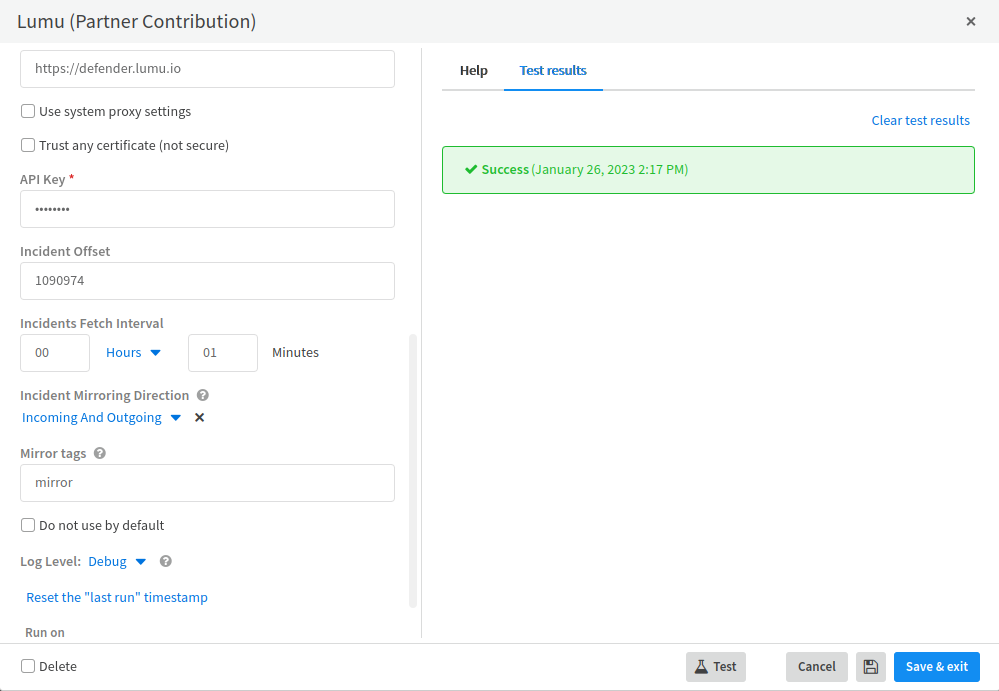 Lumu (Partner Contribution)
https://defender.lumu.io
Use system proxy settings
Trust any certificate (not secure)
API Key *
••••••••
Incident Offset
1090974
Incidents Fetch Interval
00 Hours 01 Minutes
Incident Mirroring Direction
Incoming And Outgoing
Mirror tags
mirror
Do not use by default
Log Level: Debug
Reset the "last run" timestamp
Run on
Help Test results
Clear test results
Success (January 26, 2023 2:17 PM)
Delete
Test Cancel Save & exit